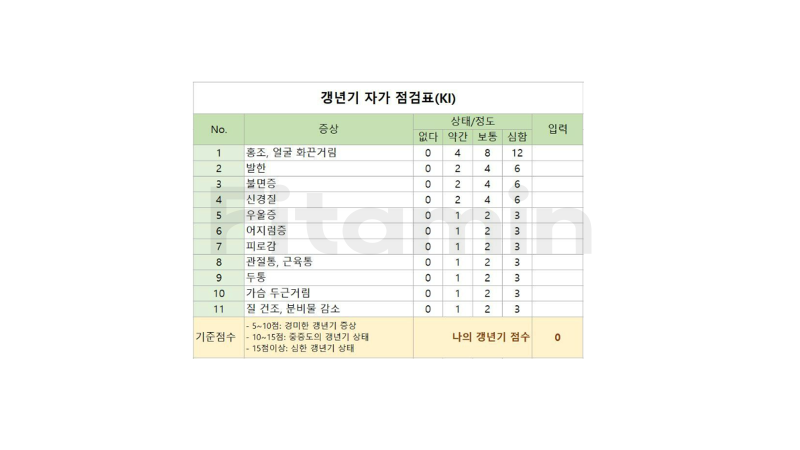 갱년기 자가 점검표(KI)
No. 증상 상태/정도 입력
없다 약간 보통 심함
1 홍조, 얼굴 화끈거림 0 4 8 12
2 발한 0 2 4 6
3 불면증 0 2 4 6
4 신경질 0 2 4 6
5 우울증 0 1 2 3
6 어지럼증 0 1 2 3
7 피로감 0 1 2 3
8 관절통, 근육통 0 1 2 3
9 두통 0 1 2 3
10 가슴 두근거림 0 1 2 3
11 질 건조, 분비물 감소 0 1 2 3
기준점수
- 5~10점: 경미한 갱년기 증상
- 10~15점: 중증도의 갱년기 상태
- 15점이상: 심한 갱년기 상태
나의 갱년기 점수 0
Fitamin